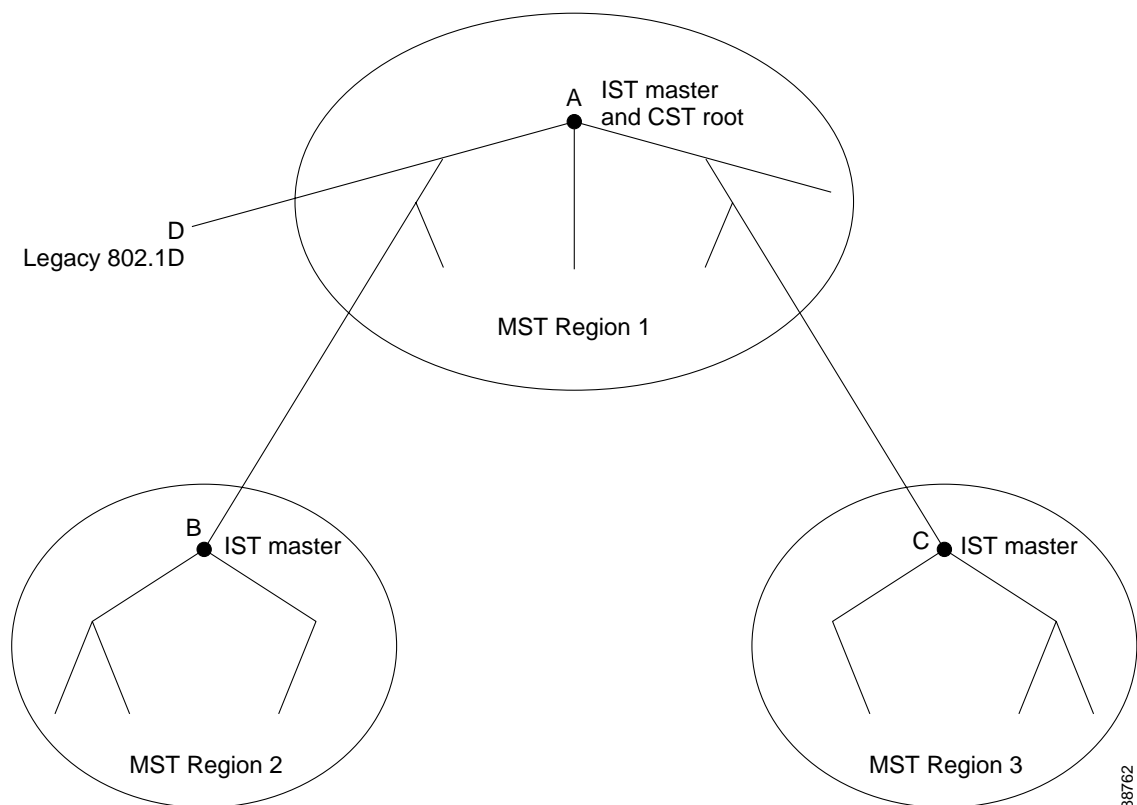 A
IST master
and CST root
D
Legacy 802.1D
MST Region 1
B
IST master
C
IST master
MST Region 2
MST Region 3